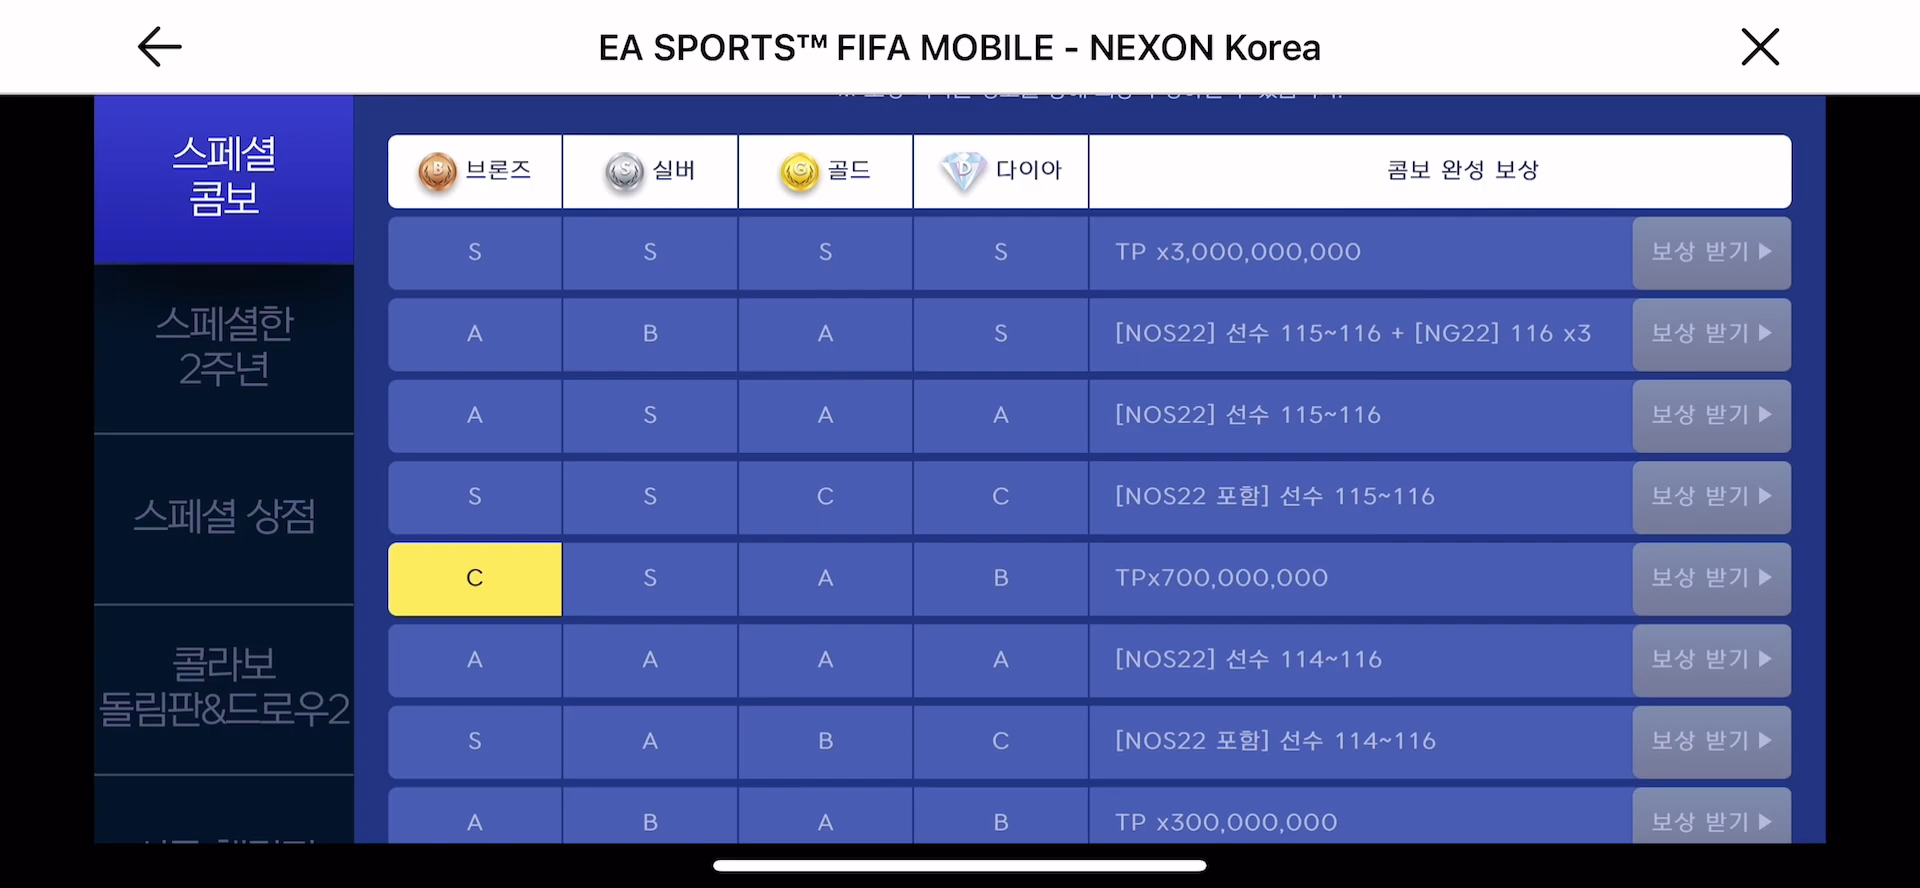 EA SPORTS™ FIFA MOBILE - NEXON Korea
스페셜
콤보
스페셜한
2주년
스페셜 상점
콜라보
돌림판&드로우2
브론즈 실버 골드 다이아 콤보 완성 보상
S S S S TP x3,000,000,000 보상 받기 ▶
A B A S [NOS22] 선수 115~116 + [NG22] 116 x3 보상 받기 ▶
A S A A [NOS22] 선수 115~116 보상 받기 ▶
S S C C [NOS22 포함] 선수 115~116 보상 받기 ▶
C S A B TPx700,000,000 보상 받기 ▶
A A A A [NOS22] 선수 114~116 보상 받기 ▶
S A B C [NOS22 포함] 선수 114~116 보상 받기 ▶
A B A B TP x300,000,000 보상 받기 ▶